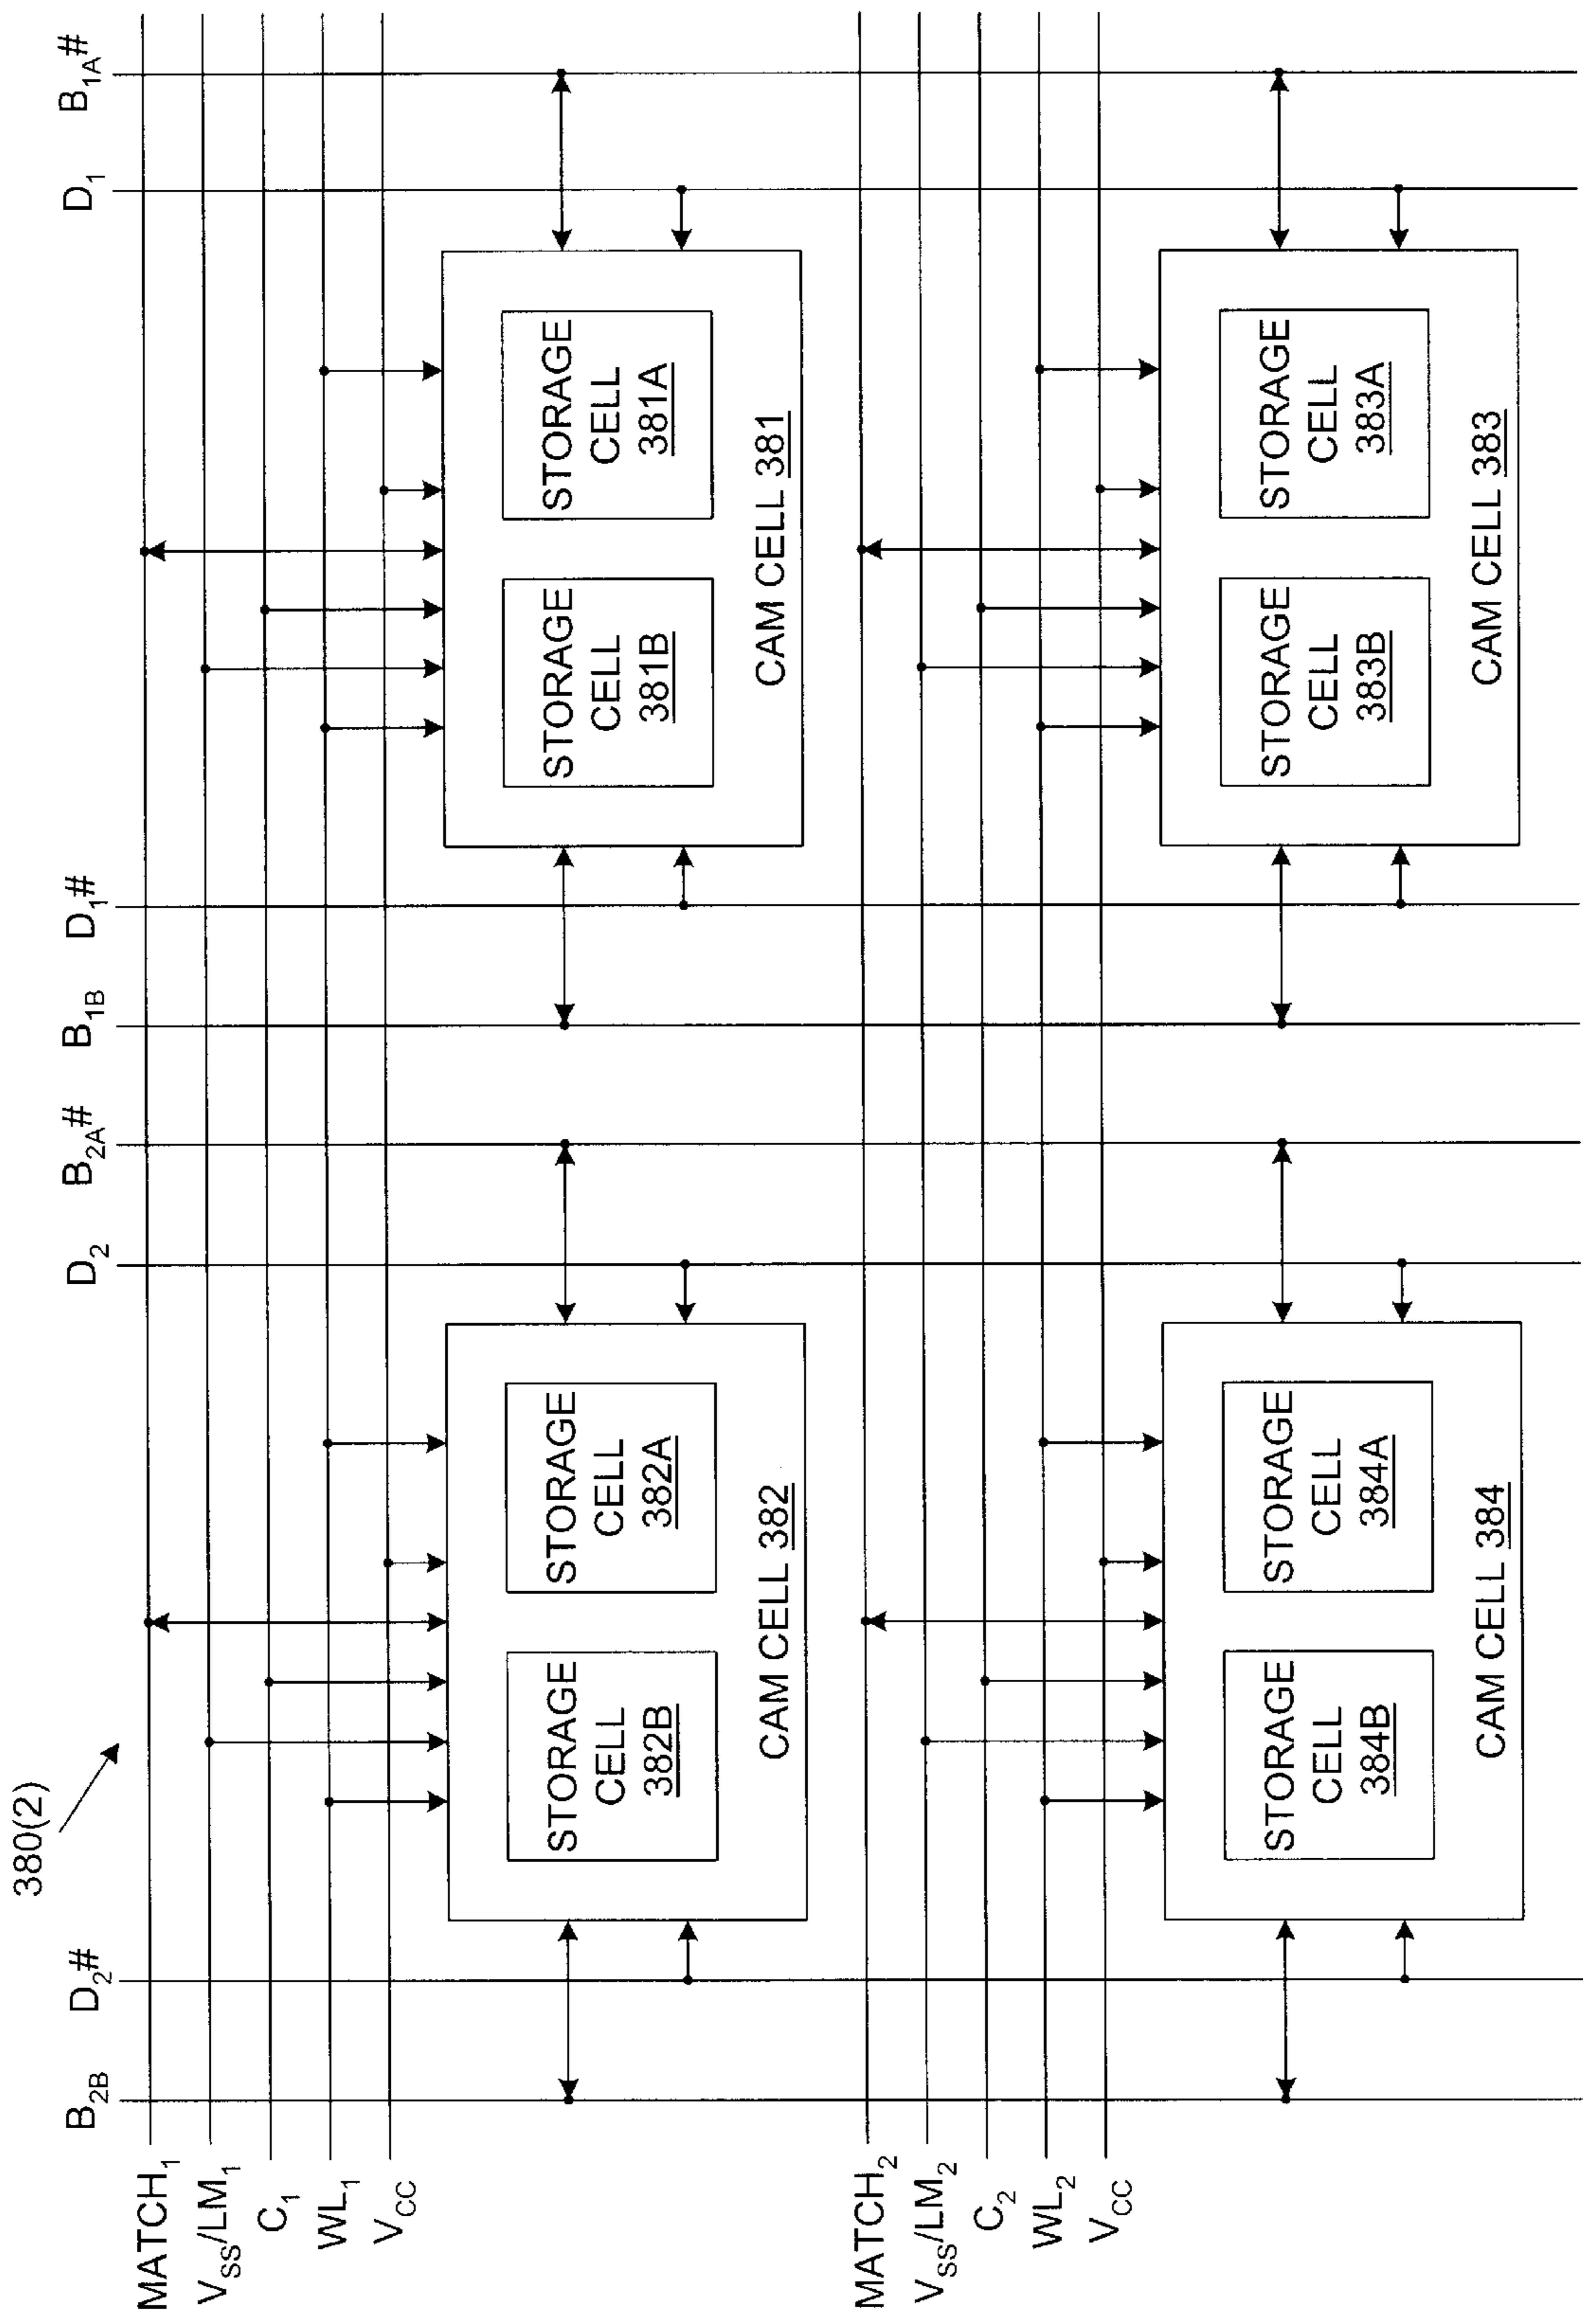 380(2)
B2B D2# D2 B2A# B1B D1# D1 B1A#
MATCH1
VSS/LM1
C1
WL1
VCC
STORAGE
CELL
382B
STORAGE
CELL
382A
CAM CELL 382
STORAGE
CELL
381B
STORAGE
CELL
381A
CAM CELL 381
MATCH2
VSS/LM2
C2
WL2
VCC
STORAGE
CELL
384B
STORAGE
CELL
384A
CAM CELL 384
STORAGE
CELL
383B
STORAGE
CELL
383A
CAM CELL 383